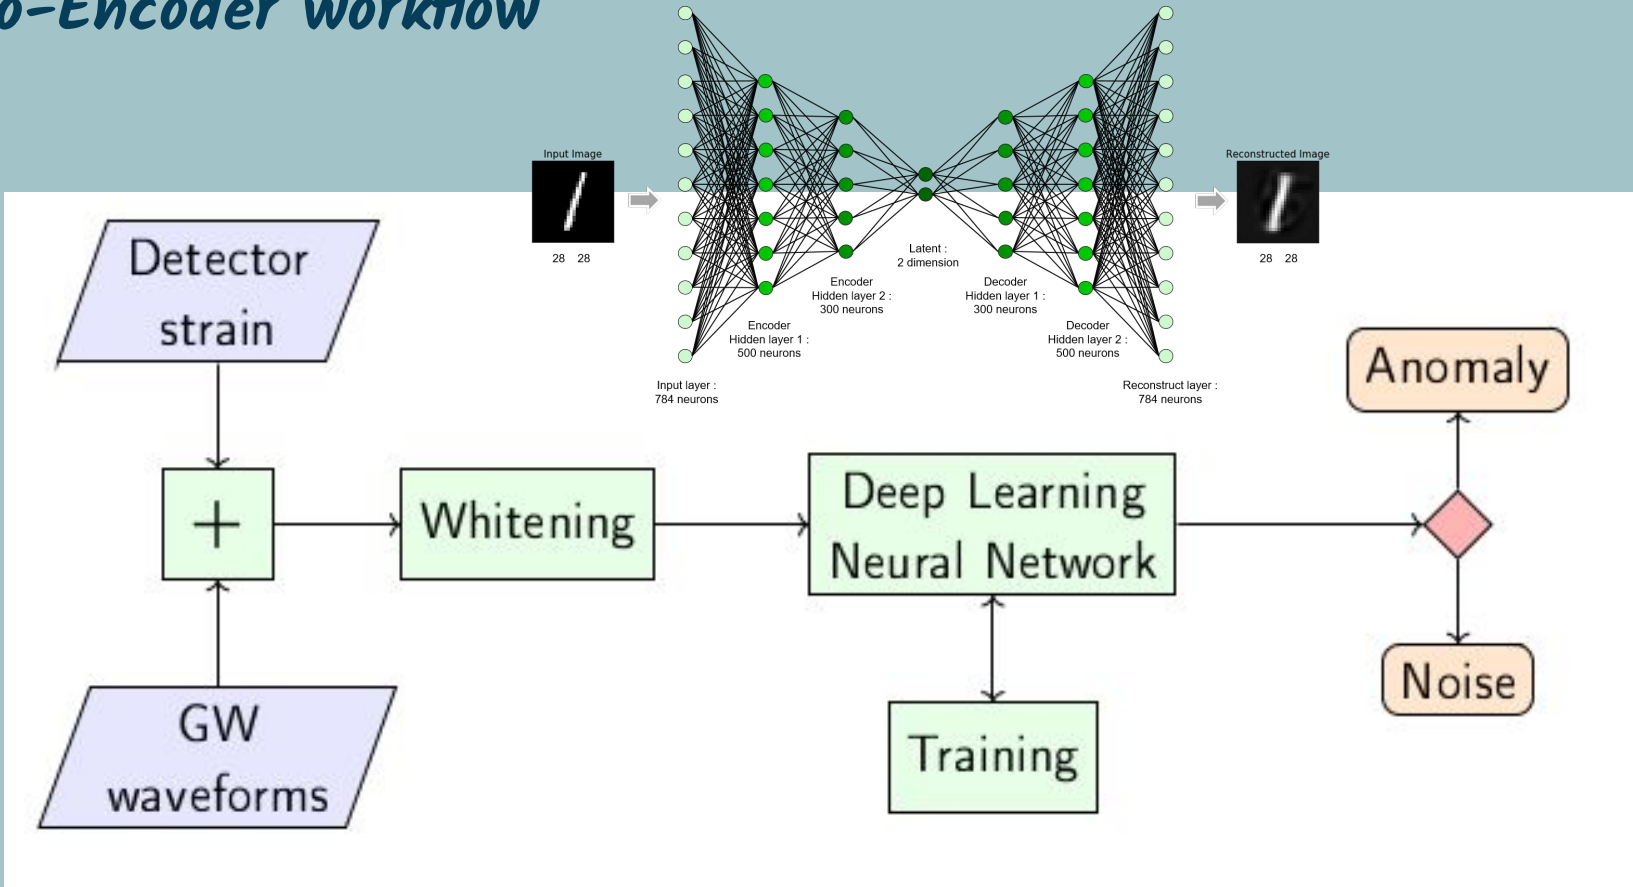 o-Encoder workflow
Input Image
28 28
Input layer :
784 neurons
Encoder
Hidden layer 1 :
500 neurons
Encoder
Hidden layer 2 :
300 neurons
Latent :
2 dimension
Decoder
Hidden layer 1 :
300 neurons
Decoder
Hidden layer 2 :
500 neurons
Reconstruct layer :
784 neurons
Reconstructed Image
28 28
Detector
strain
+
GW
waveforms
Whitening
Deep Learning
Neural Network
Training
Anomaly
Noise